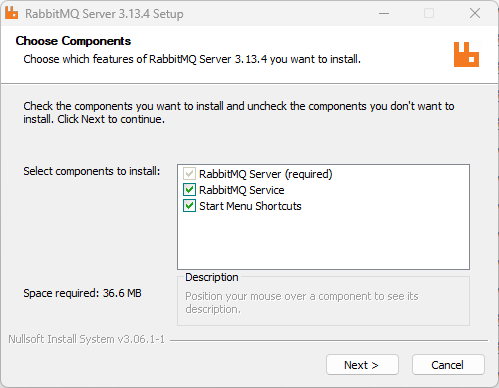 RabbitMQ Server 3.13.4 Setup
Choose Components
Choose which features of RabbitMQ Server 3.13.4 you want to install.
Check the components you want to install and uncheck the components you don't want to
install. Click Next to continue.
Select components to install:
RabbitMQ Server (required)
RabbitMQ Service
Start Menu Shortcuts
Space required: 36.6 MB
Description
Position your mouse over a component to see its
description.
Nullsoft Install System v3.06.1-1
Next >
Cancel